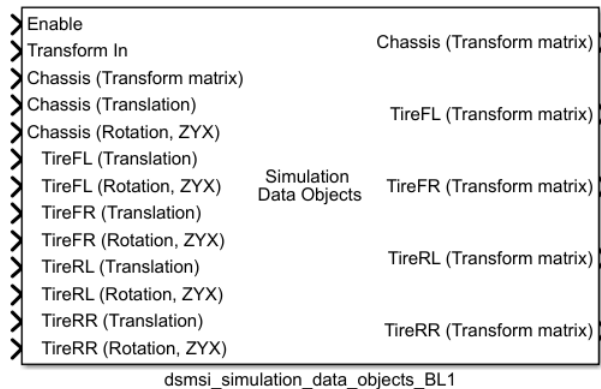 Enable
Transform In
Chassis (Transform matrix)
Chassis (Translation)
Chassis (Rotation, ZYX)
TireFL (Translation)
TireFL (Rotation, ZYX)
TireFR (Translation)
TireFR (Rotation, ZYX)
TireRL (Translation)
TireRL (Rotation, ZYX)
TireRR (Translation)
TireRR (Rotation, ZYX)
Simulation
Data Objects
Chassis (Transform matrix)
TireFL (Transform matrix)
TireFR (Transform matrix)
TireRL (Transform matrix)
TireRR (Transform matrix)
dsmsi_simulation_data_objects_BL1